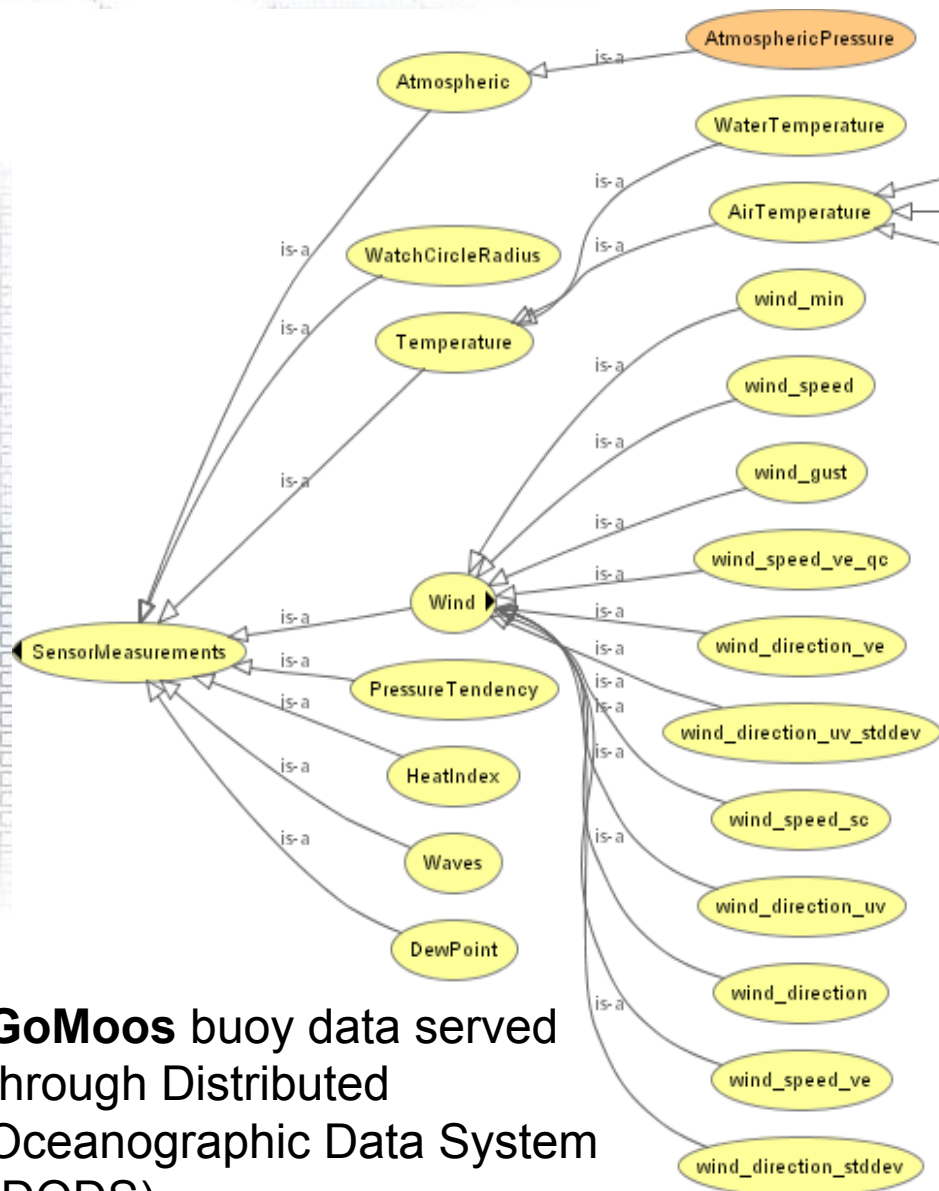 AtmosphericPressure
is-a
Atmospheric
WaterTemperature
is-a
AirTemperature
is-a
is-a
WatchCircleRadius
is-a
Temperature
is-a
wind_min
is-a
wind_speed
is-a
wind_gust
is-a
wind_speed_ve_qc
is-a
Wind
is-a
is-a
SensorMeasurements
wind_direction_ve
is-a
is-a
PressureTendency
is-a
is-a
is-a
wind_direction_uv_stddev
is-a
HeatIndex
is-a
wind_speed_sc
is-a
Waves
is-a
wind_direction_uv
DewPoint
wind_direction
is-a
wind_speed_ve
wind_direction_stddev
GoMoos buoy data served
through Distributed
Oceanographic Data System